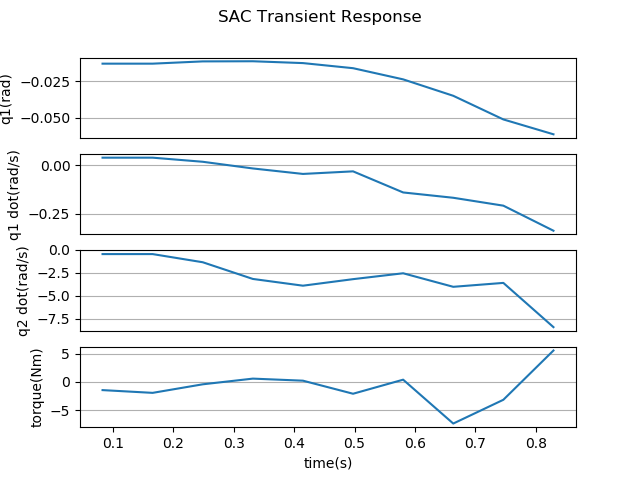 SAC Transient Response
q1(rad)
−0.025
−0.050
q1 dot(rad/s)
0.00
−0.25
q2 dot(rad/s)
0.0
−2.5
−5.0
−7.5
torque(Nm)
5
0
−5
0.1 0.2 0.3 0.4 0.5 0.6 0.7 0.8
time(s)